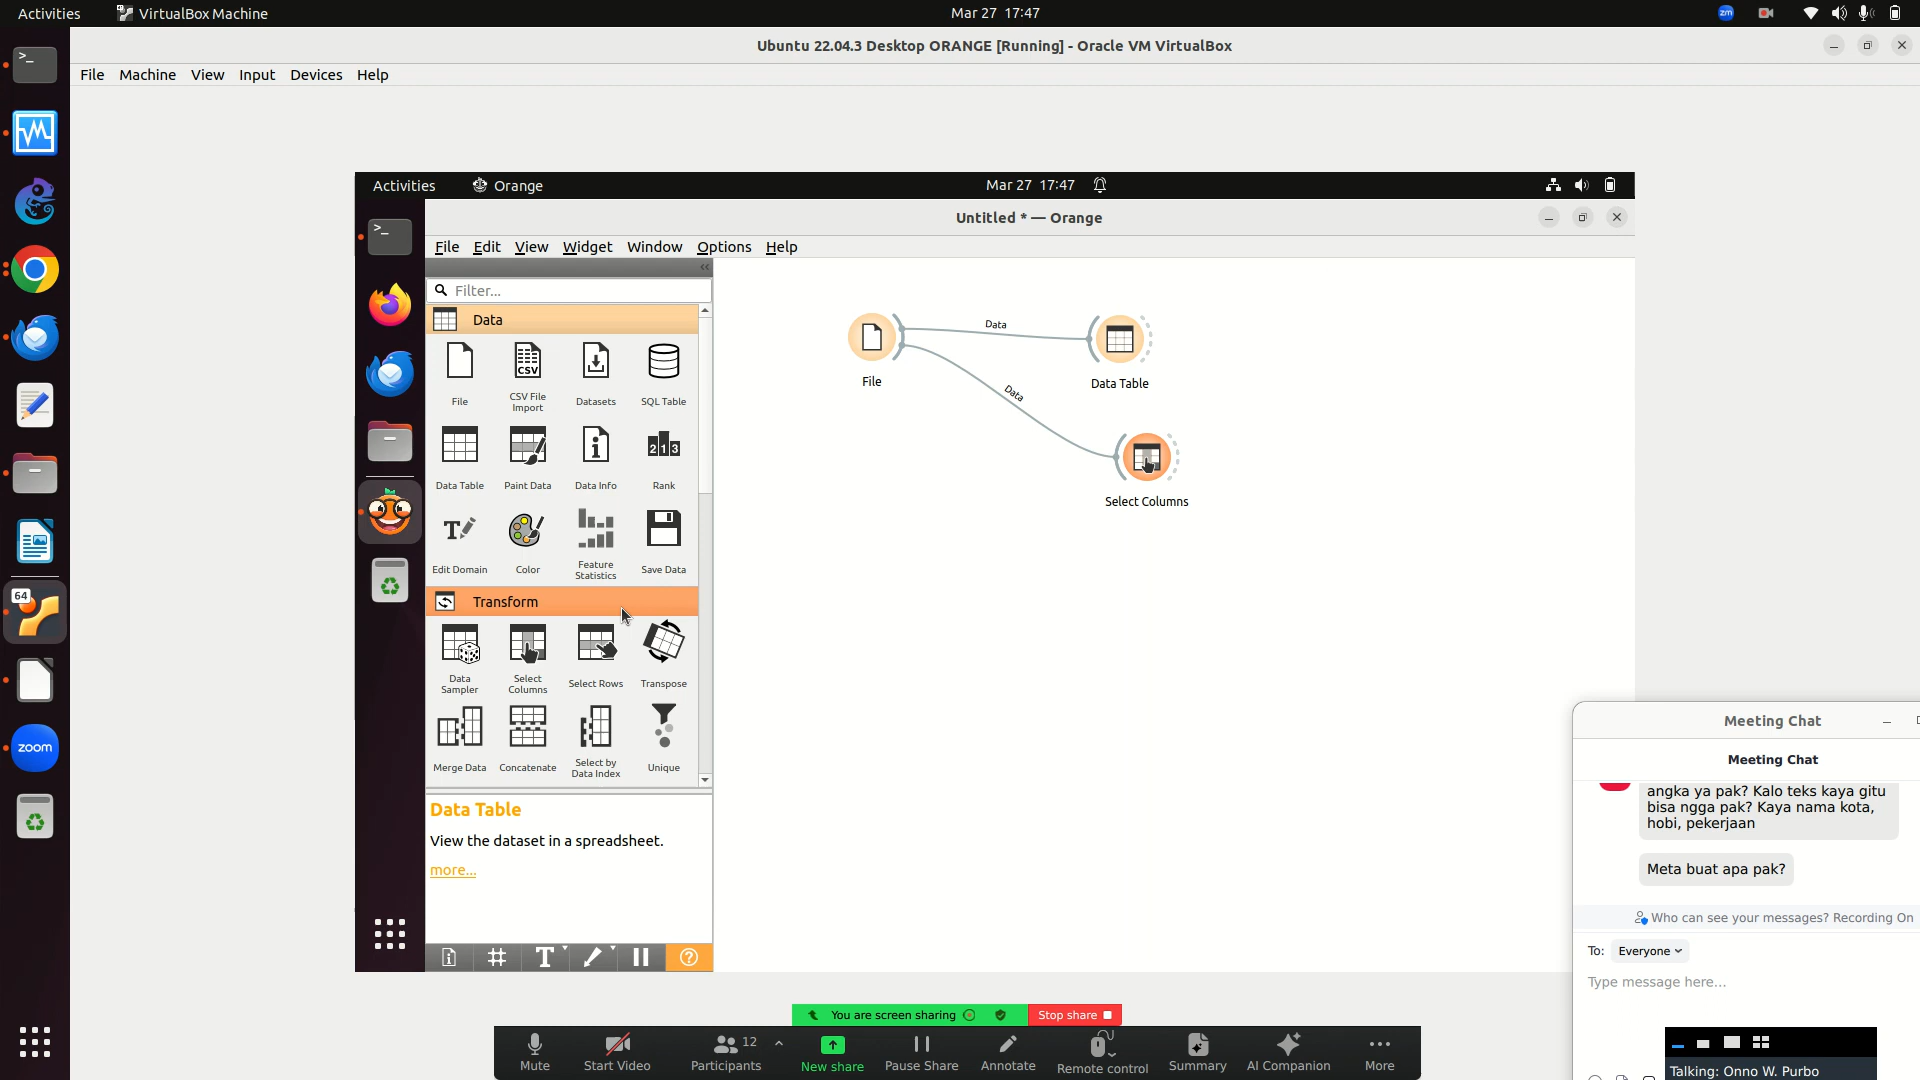 Activities
VirtualBox Machine
Mar 27 17:47
zm
Ubuntu 22.04.3 Desktop ORANGE [Running] - Oracle VM VirtualBox
File Machine View Input Devices Help
Activities
Orange
Mar 27 17:47
Untitled * — Orange
File Edit View Widget Window Options Help
Filter...
Data
File
CSV File Import
Datasets
SQL Table
Data Table
Paint Data
Data Info
Rank
Edit Domain
Color
Feature Statistics
Save Data
Transform
Data Sampler
Select Columns
Select Rows
Transpose
Merge Data
Concatenate
Select by Data Index
Unique
Data Table
View the dataset in a spreadsheet.
more...
File
Data
Data Table
Data
Select Columns
64
zoom
Meeting Chat
Meeting Chat
angka ya pak? Kalo teks kaya gitu
bisa ngga pak? Kaya nama kota,
hobi, pekerjaan
Meta buat apa pak?
Who can see your messages? Recording On
To: Everyone
Type message here...
Talking: Onno W. Purbo
You are screen sharing
Stop share
Mute
Start Video
Participants
12
New share
Pause Share
Annotate
Remote control
Summary
AI Companion
More